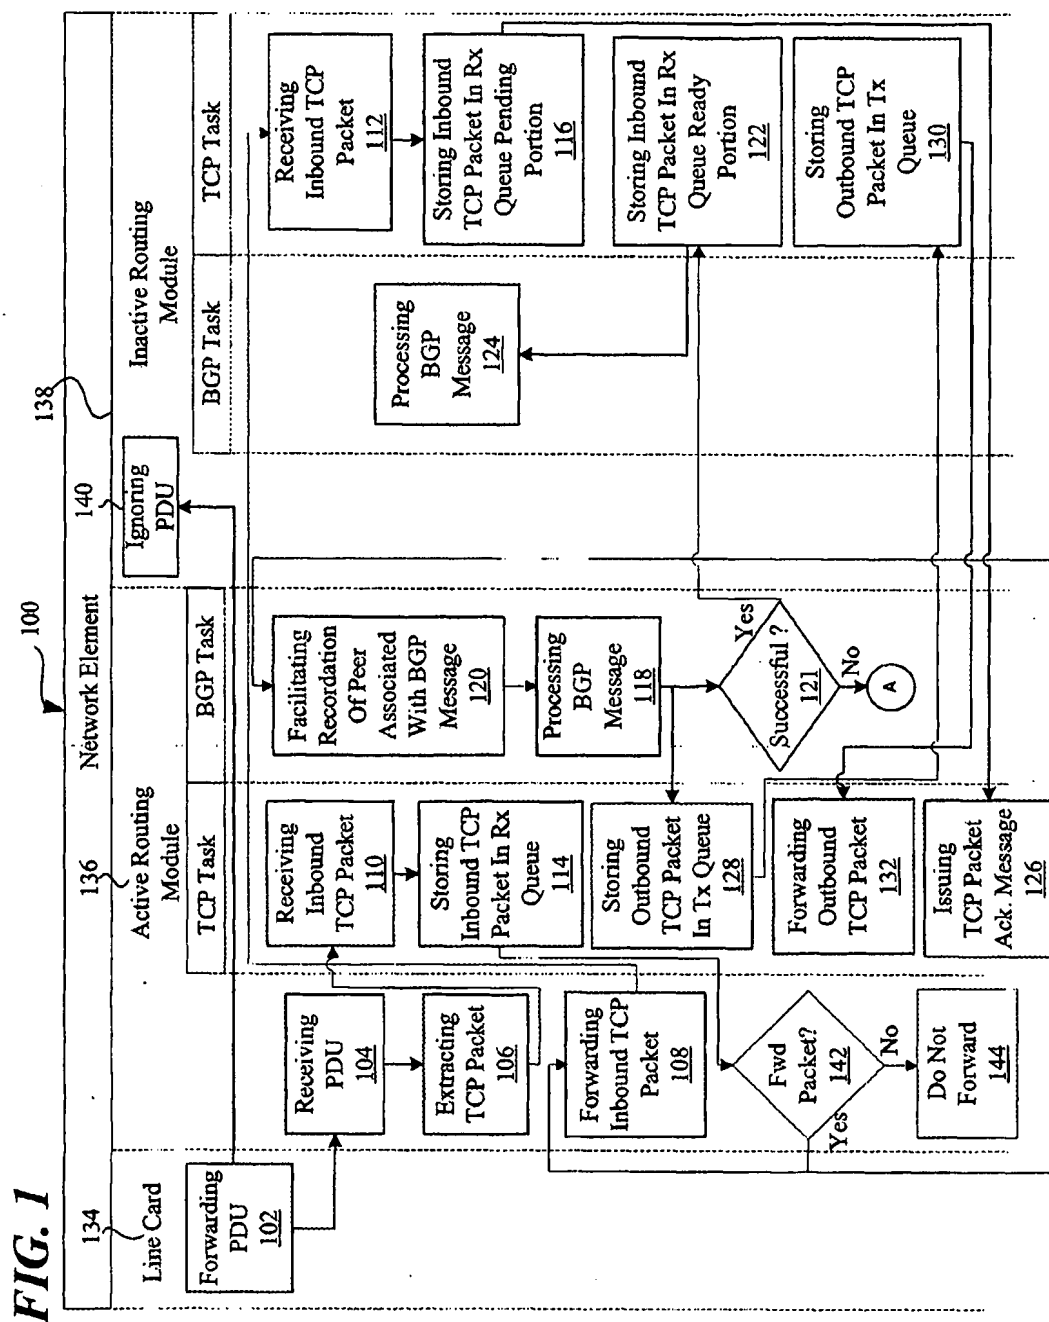 FIG. 1
100
Network Element
134
Line Card
136
Active Routing
Module
TCP Task
BGP Task
140
Ignoring
PDU
138
Inactive Routing
Module
BGP Task
TCP Task
Forwarding
PDU
102
Receiving
PDU
104
Extracting
TCP Packet
106
Forwarding
Inbound TCP
Packet
108
Fwd
Packet?
142
Yes
No
Do Not
Forward
144
Receiving
Inbound
TCP Packet
110
Storing
Inbound TCP
Packet In Rx
Queue
114
Storing
Outbound
TCP Packet
In Tx Queue
128
Forwarding
Outbound
TCP Packet
132
Issuing
TCP Packet
Ack. Message
126
Facilitating
Recordation
Of Peer
Associated
With BGP
Message
120
Processing
BGP
Message
118
Successful ?
121
Yes
No
A
Processing
BGP
Message
124
Receiving
Inbound TCP
Packet
112
Storing Inbound
TCP Packet In Rx
Queue Pending
Portion
116
Storing Inbound
TCP Packet In Rx
Queue Ready
Portion
122
Storing
Outbound TCP
Packet In Tx
Queue
130